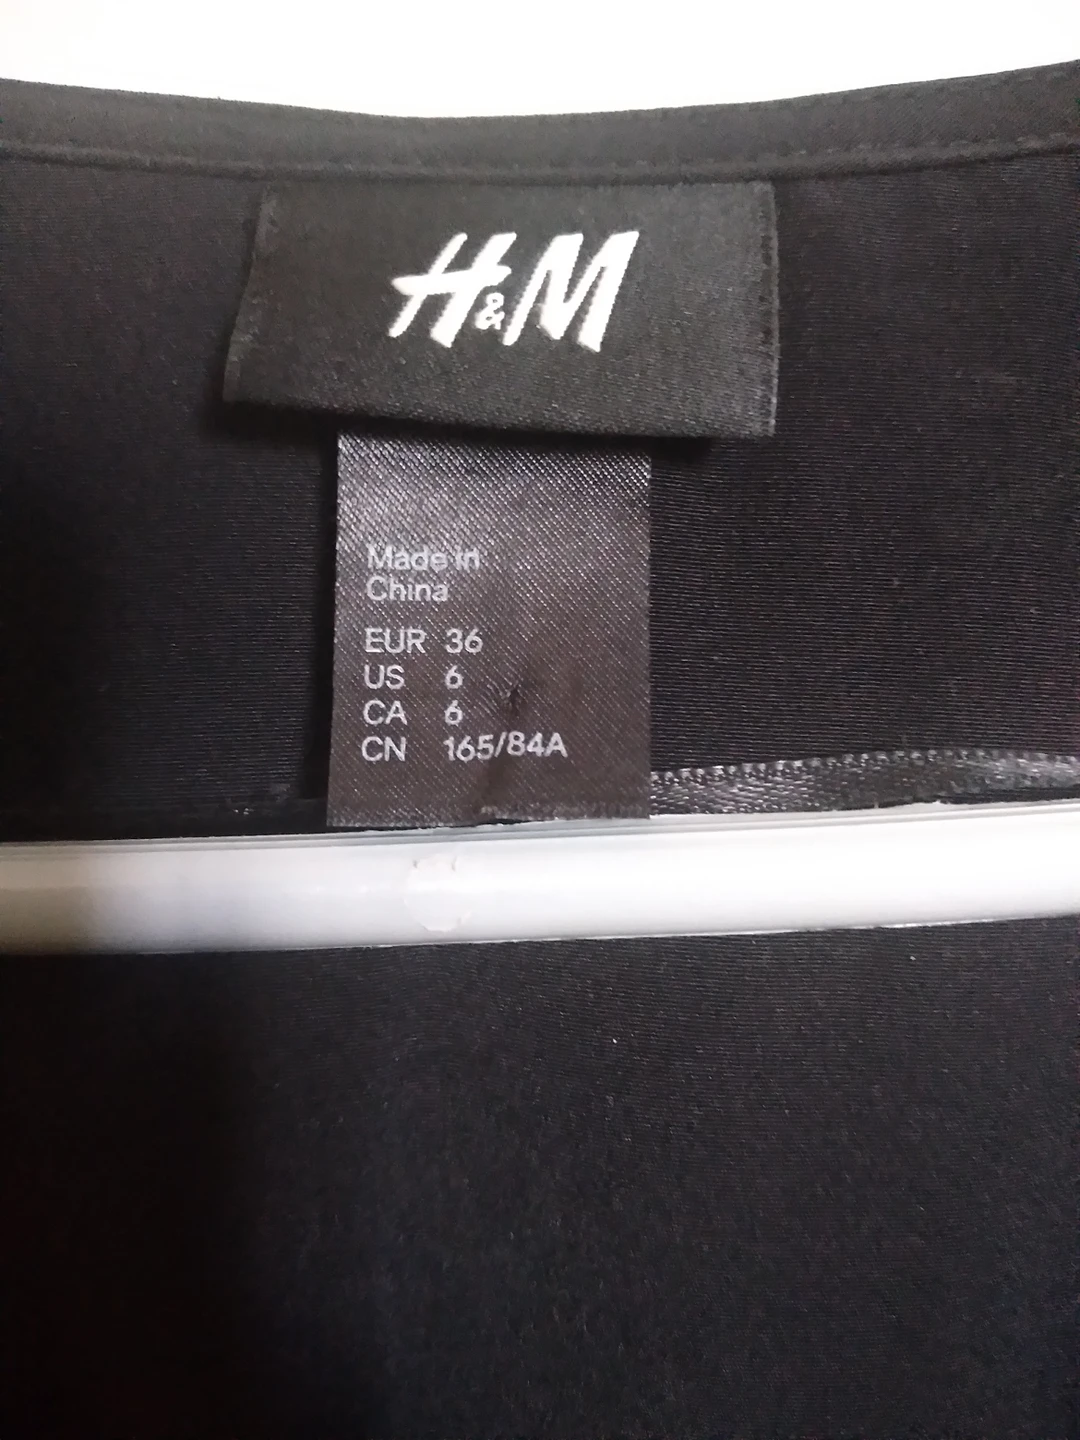 H&M
Made in
China
EUR 36
US 6
CA 6
CN 165/84A